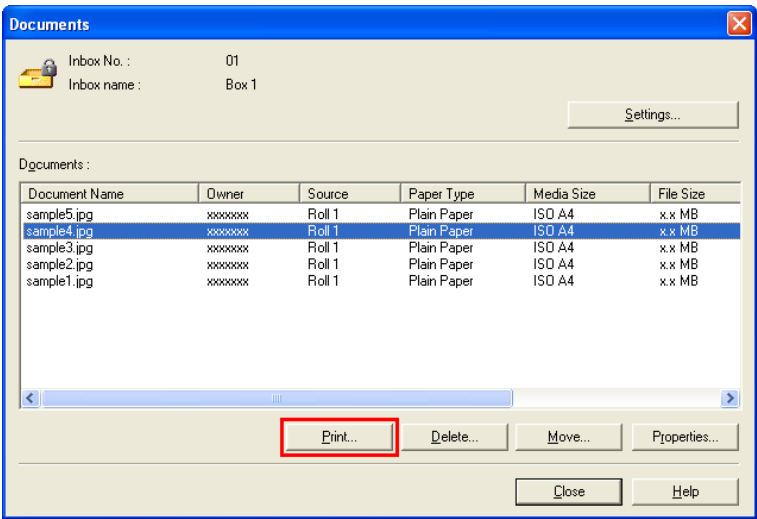 Documents
Inbox No. : 01
Inbox name : Box 1
Settings...
Documents :
Document Name Owner Source Paper Type Media Size File Size
sample5.jpg xxxxxxx Roll 1 Plain Paper ISO A4 x.x MB
sample4.jpg xxxxxxx Roll 1 Plain Paper ISO A4 x.x MB
sample3.jpg xxxxxxx Roll 1 Plain Paper ISO A4 x.x MB
sample2.jpg xxxxxxx Roll 1 Plain Paper ISO A4 x.x MB
sample1.jpg xxxxxxx Roll 1 Plain Paper ISO A4 x.x MB
Print... Delete... Move... Properties...
Close Help